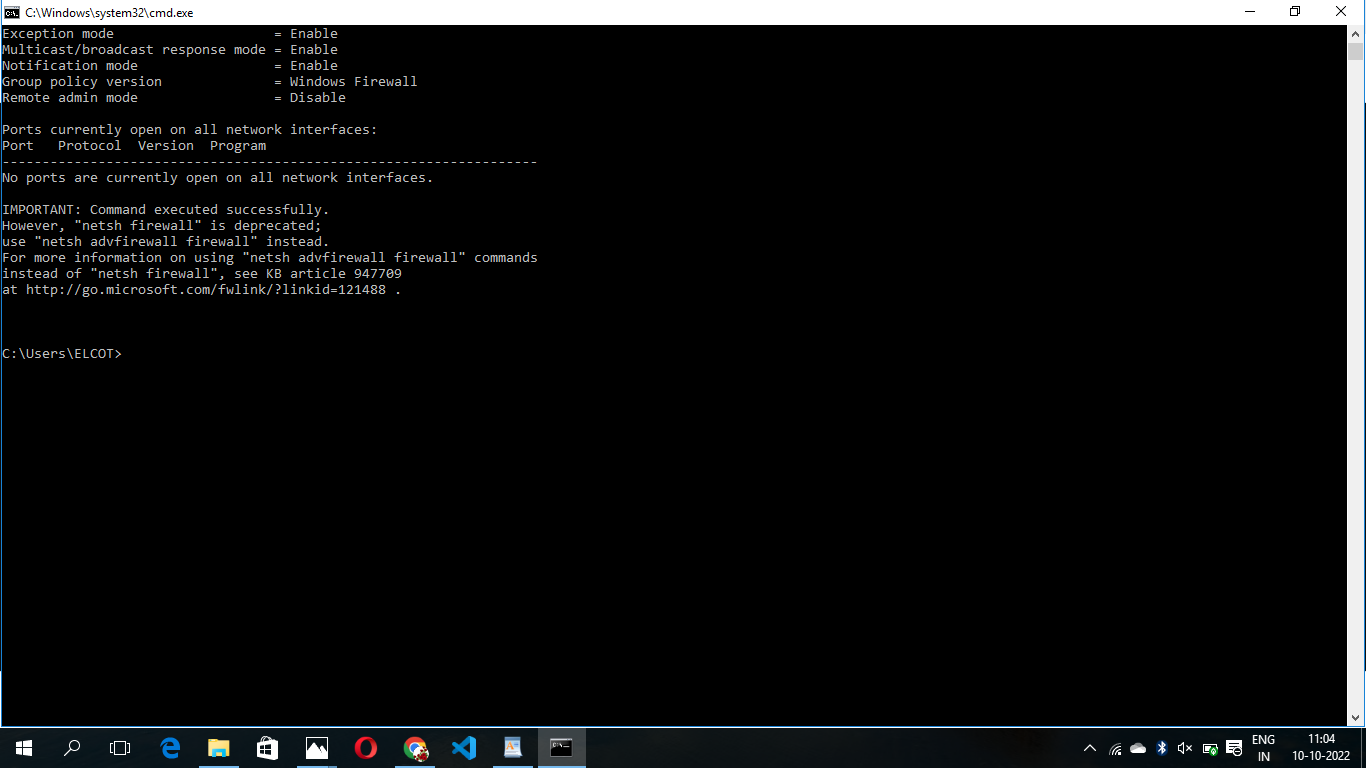 C:\Windows\system32\cmd.exe
Exception mode                    = Enable
Multicast/broadcast response mode = Enable
Notification mode                 = Enable
Group policy version              = Windows Firewall
Remote admin mode                 = Disable
Ports currently open on all network interfaces:
Port   Protocol  Version  Program
-------------------------------------------------------------------
No ports are currently open on all network interfaces.
IMPORTANT: Command executed successfully.
However, "netsh firewall" is deprecated;
use "netsh advfirewall firewall" instead.
For more information on using "netsh advfirewall firewall" commands
instead of "netsh firewall", see KB article 947709
at http://go.microsoft.com/fwlink/?linkid=121488 .
C:\Users\ELCOT>
ENG
IN
11:04
10-10-2022